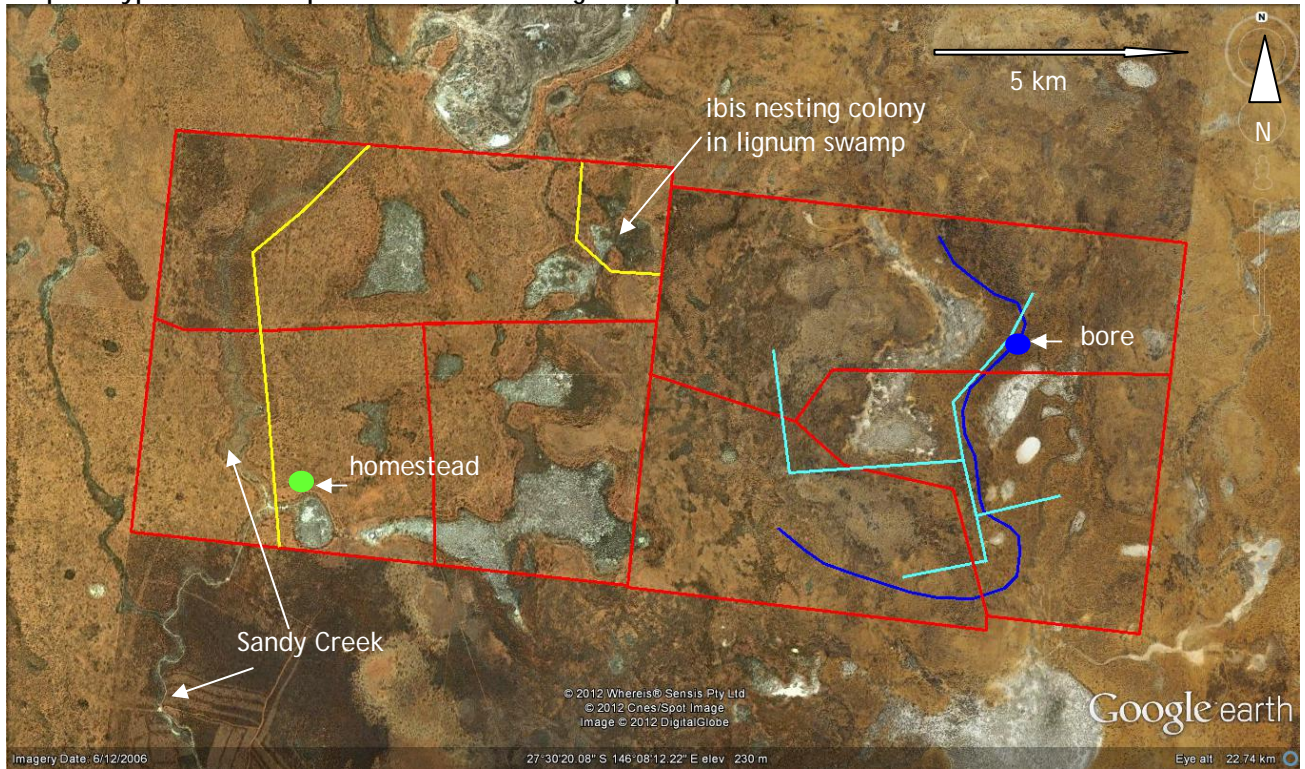 N
5 km
N
ibis nesting colony
in lignum swamp
bore
homestead
Sandy Creek
© 2012 Whereis® Sensis Pty Ltd
© 2012 Cnes/Spot Image
Image © 2012 DigitalGlobe
Google earth
Imagery Date: 6/12/2006
27°30'20.08" S 146°08'12.22" E elev 230 m
Eye alt 22.74 km